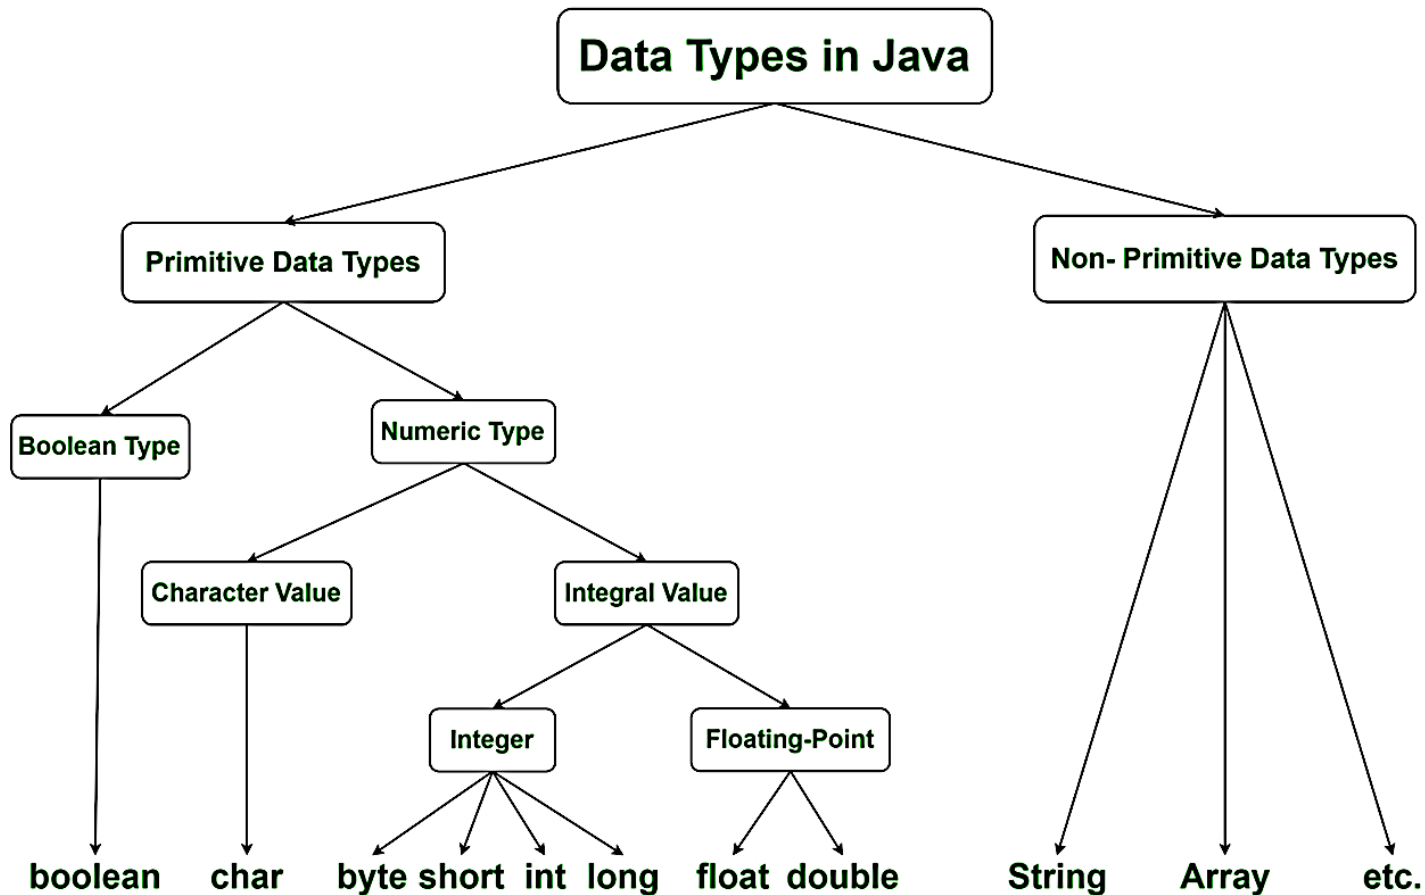 Data Types in Java
Primitive Data Types
Non- Primitive Data Types
Boolean Type
Numeric Type
Character Value
Integral Value
Integer
Floating-Point
boolean
char
byte
short
int
long
float
double
String
Array
etc.